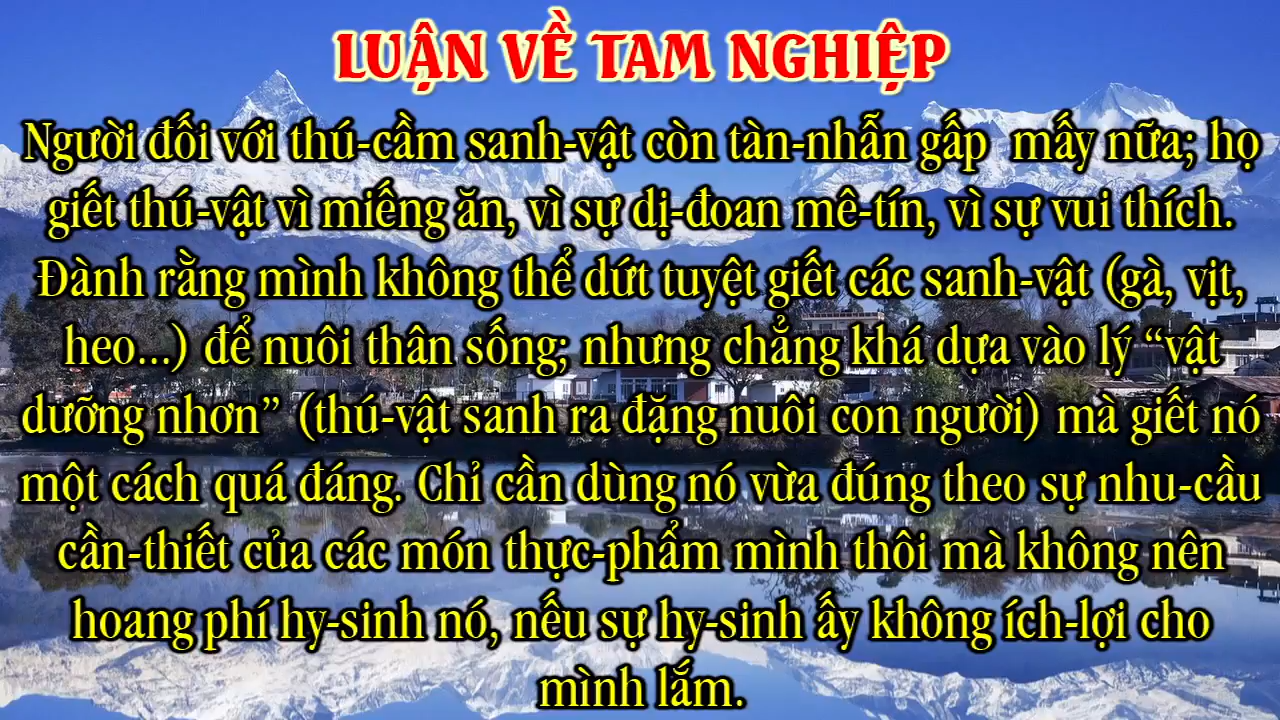 LUẬN VỀ TAM NGHIỆP
Người đối với thú-cầm sanh-vật còn tàn-nhẫn gấp mấy nữa; họ
giết thú-vật vì miếng ăn, vì sự dị-đoan mê-tín, vì sự vui thích.
Đành rằng mình không thể dứt tuyệt giết các sanh-vật (gà, vịt,
heo...) để nuôi thân sống; nhưng chẳng khá dựa vào lý “vật
dưỡng nhơn” (thú-vật sanh ra đặng nuôi con người) mà giết nó
một cách quá đáng. Chỉ cần dùng nó vừa đúng theo sự nhu-cầu
cần-thiết của các món thực-phẩm mình thôi mà không nên
hoang phí hy-sinh nó, nếu sự hy-sinh ấy không ích-lợi cho
mình lắm.